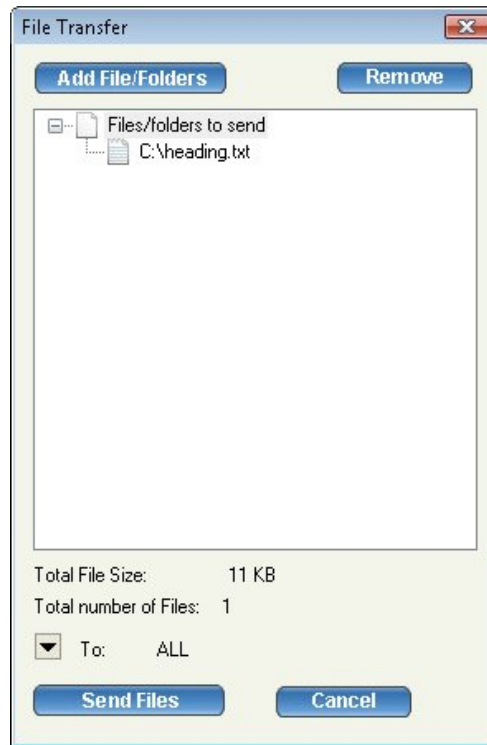 File Transfer
Add File/Folders Remove
Files/folders to send
C:\heading.txt
Total File Size: 11 KB
Total number of Files: 1
To: ALL
Send Files Cancel